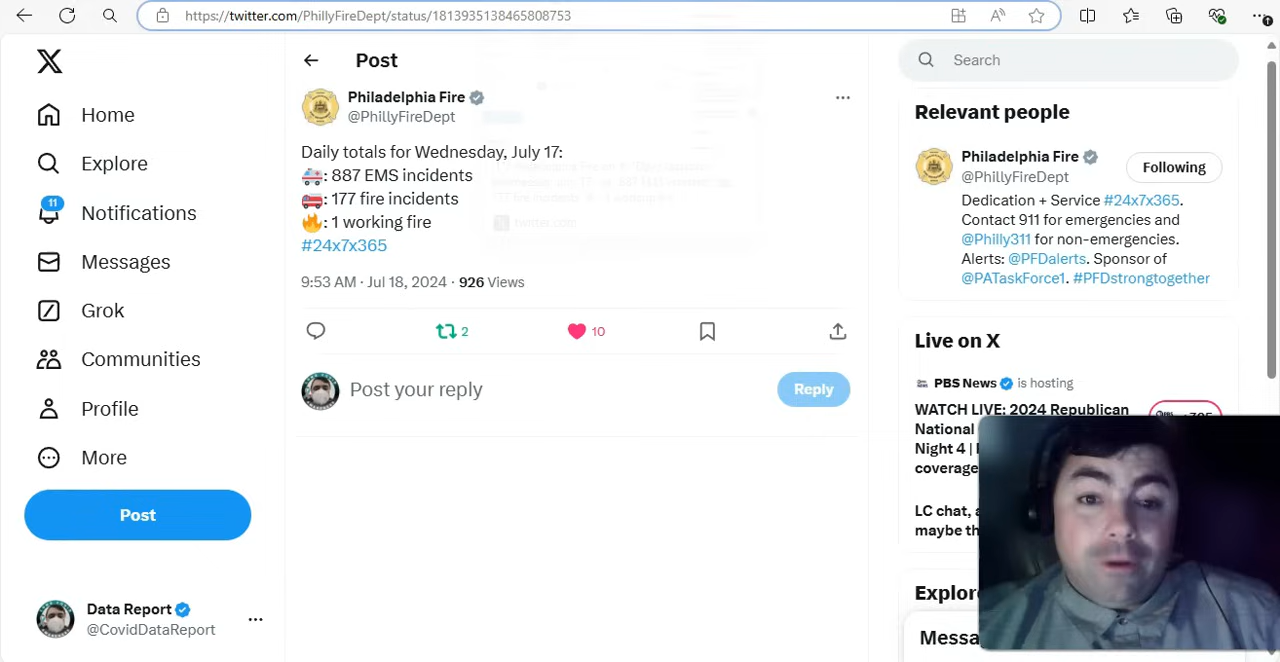 https://twitter.com/PhillyFireDept/status/1813935138465808753
Home
Explore
11
Notifications
Messages
Grok
Communities
Profile
More
Post
Data Report
@CovidDataReport
Post
Philadelphia Fire
@PhillyFireDept
Daily totals for Wednesday, July 17:
: 887 EMS incidents
: 177 fire incidents
: 1 working fire
#24x7x365
9:53 AM · Jul 18, 2024 · 926 Views
2
10
Post your reply
Reply
twitter.com
Search
Relevant people
Philadelphia Fire
@PhillyFireDept
Following
Dedication + Service #24x7x365.
Contact 911 for emergencies and
@Philly311 for non-emergencies.
Alerts: @PFDalerts. Sponsor of
@PATaskForce1. #PFDstrongtogether
Live on X
PBS News is hosting
WATCH LIVE: 2024 Republican
National
Night 4 |
coverage
LC chat,
maybe